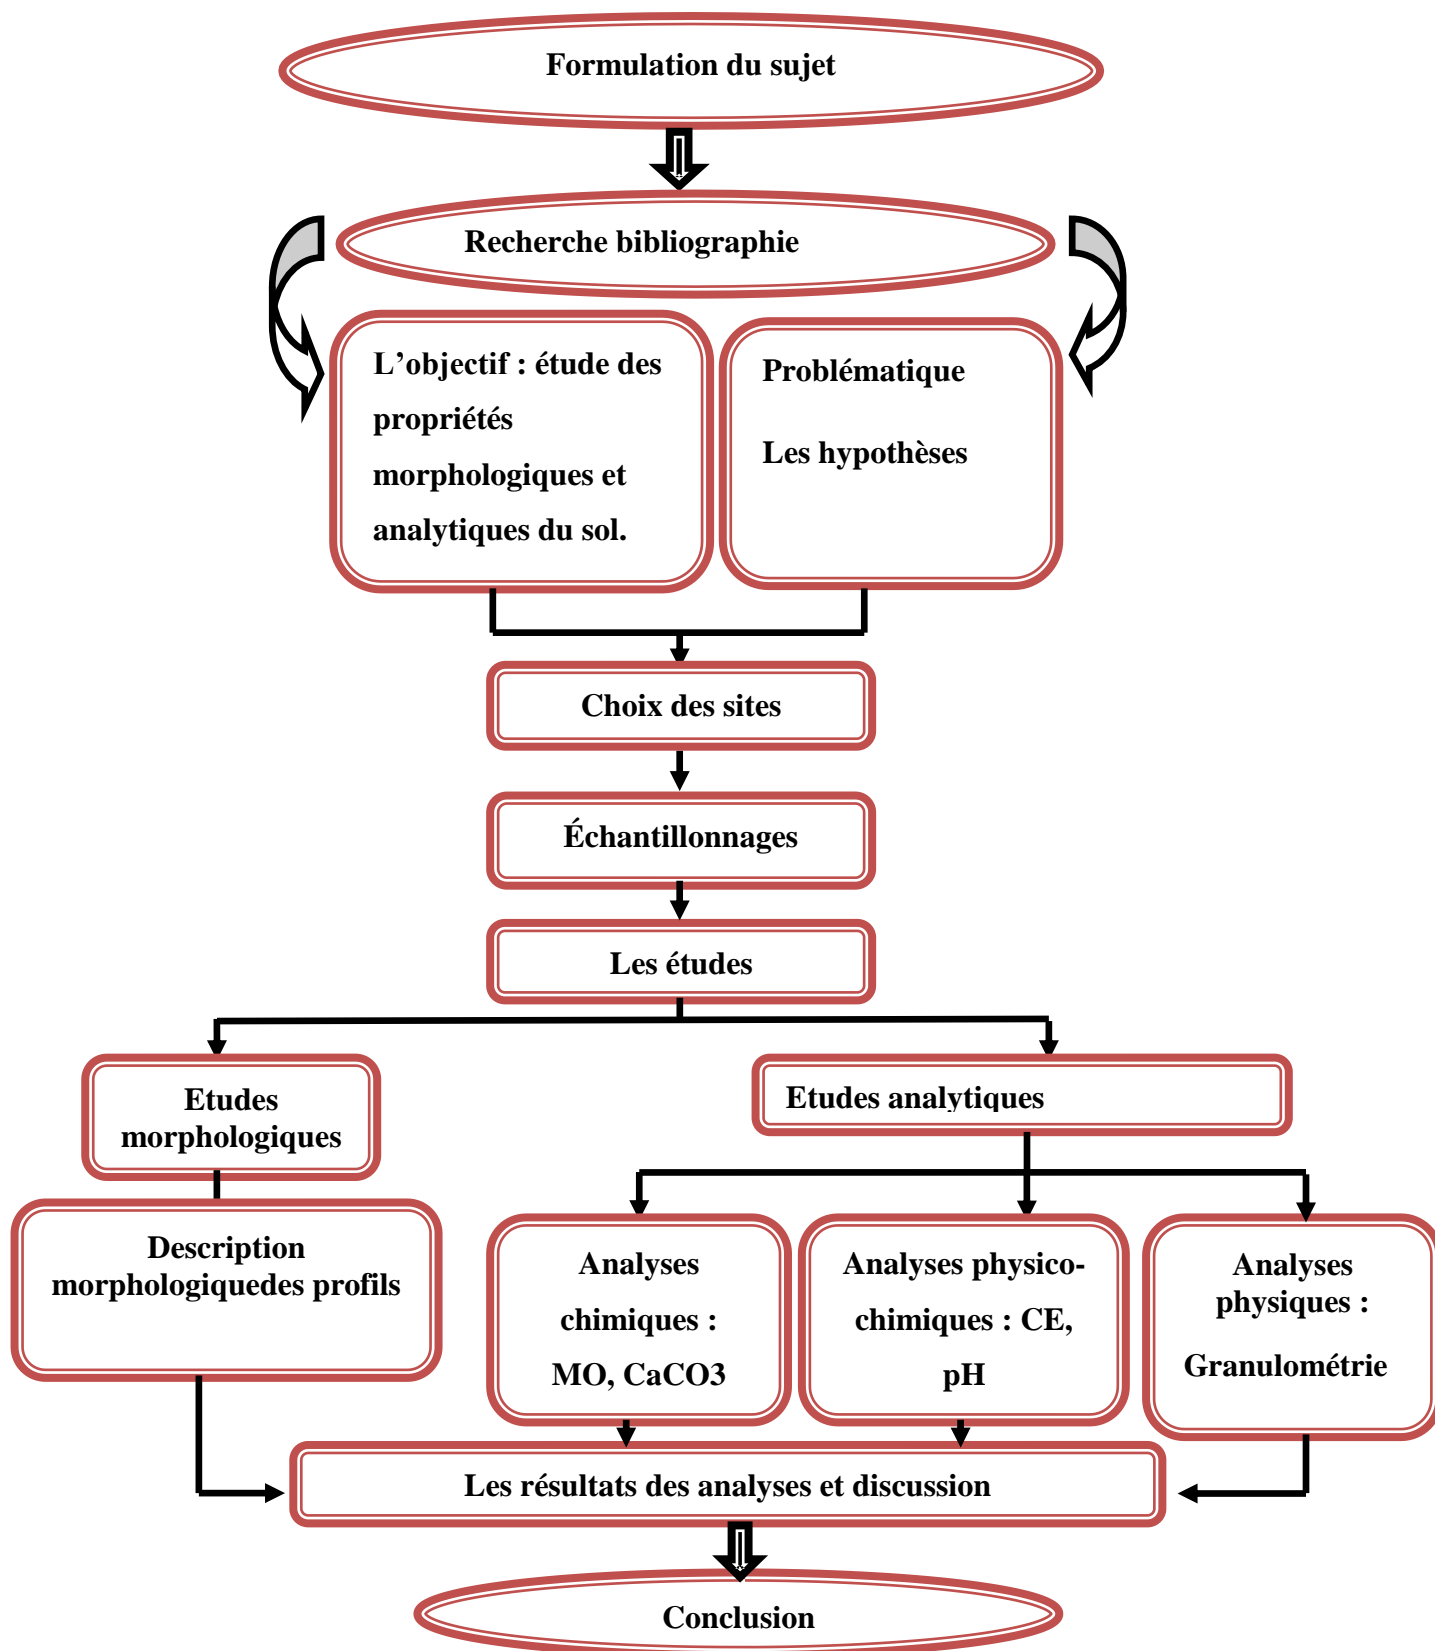 Formulation du sujet
Recherche bibliographie
L’objectif : étude des
propriétés
morphologiques et
analytiques du sol.
Problématique
Les hypothèses
Choix des sites
Échantillonnages
Les études
Etudes
morphologiques
Etudes analytiques
Description
morphologiquedes profils
Analyses
chimiques :
MO, CaCO3
Analyses physico-
chimiques : CE,
pH
Analyses
physiques :
Granulométrie
Les résultats des analyses et discussion
Conclusion